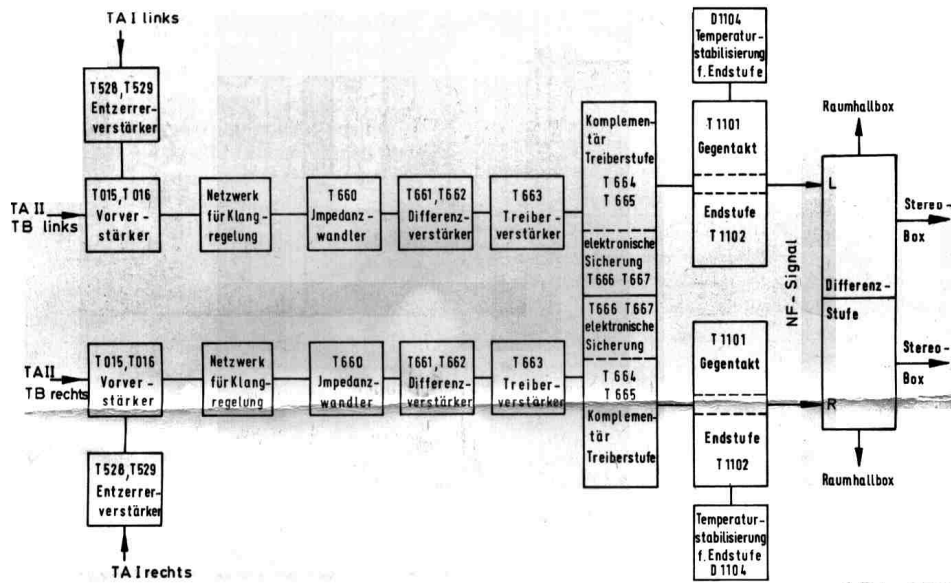 TA I links
T528,T529
Entzerrer-
verstärker
TA II
TB links
T015,T016
Vorver-
stärker
Netzwerk
für Klang-
regelung
T660
Jmpedanz-
wandler
T661,T662
Differenz-
verstärker
T663
Treiber-
verstärker
Komplemen-
tär
Treiberstufe
T664
T665
elektronische
Sicherung
T666 T667
D1104
Temperatur-
stabilisierung
f. Endstufe
T1101
Gegentakt
Endstufe
T1102
NF- Signal
Raumhallbox
L
Differenz-
Stufe
R
Stereo-
Box
Stereo-
Box
Raumhallbox
TAII
TB rechts
T015,T016
Vorver-
stärker
Netzwerk
für Klang-
regelung
T660
Jmpedanz-
wandler
T661,T662
Differenz-
verstärker
T663
Treiber-
verstärker
T666 T667
elektronische
Sicherung
T664
T665
Komplemen-
tär
Treiberstufe
T1101
Gegentakt
Endstufe
T1102
Temperatur-
stabilisierung
f. Endstufe
D1104
T528,T529
Entzerrer-
verstärker
TA I rechts